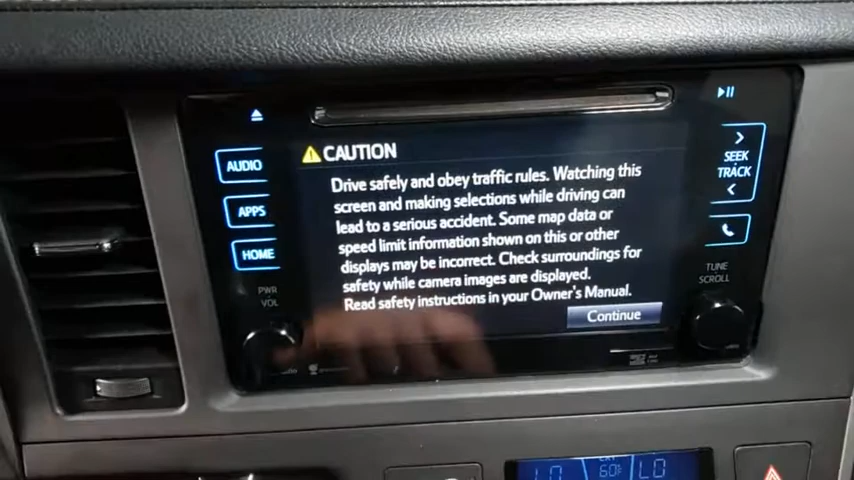 CAUTION
Drive safely and obey traffic rules. Watching this
screen and making selections while driving can
lead to serious accident. Some map data or
speed limit information shown on this or other
displays may be incorrect. Check surroundings for
safety while camera images are displayed.
Read safety instructions in your Owner's Manual.
Continue
AUDIO
APPS
HOME
PWR
VOL
SEEK
TRACK
TUNE
SCROLL
LO
60
LO